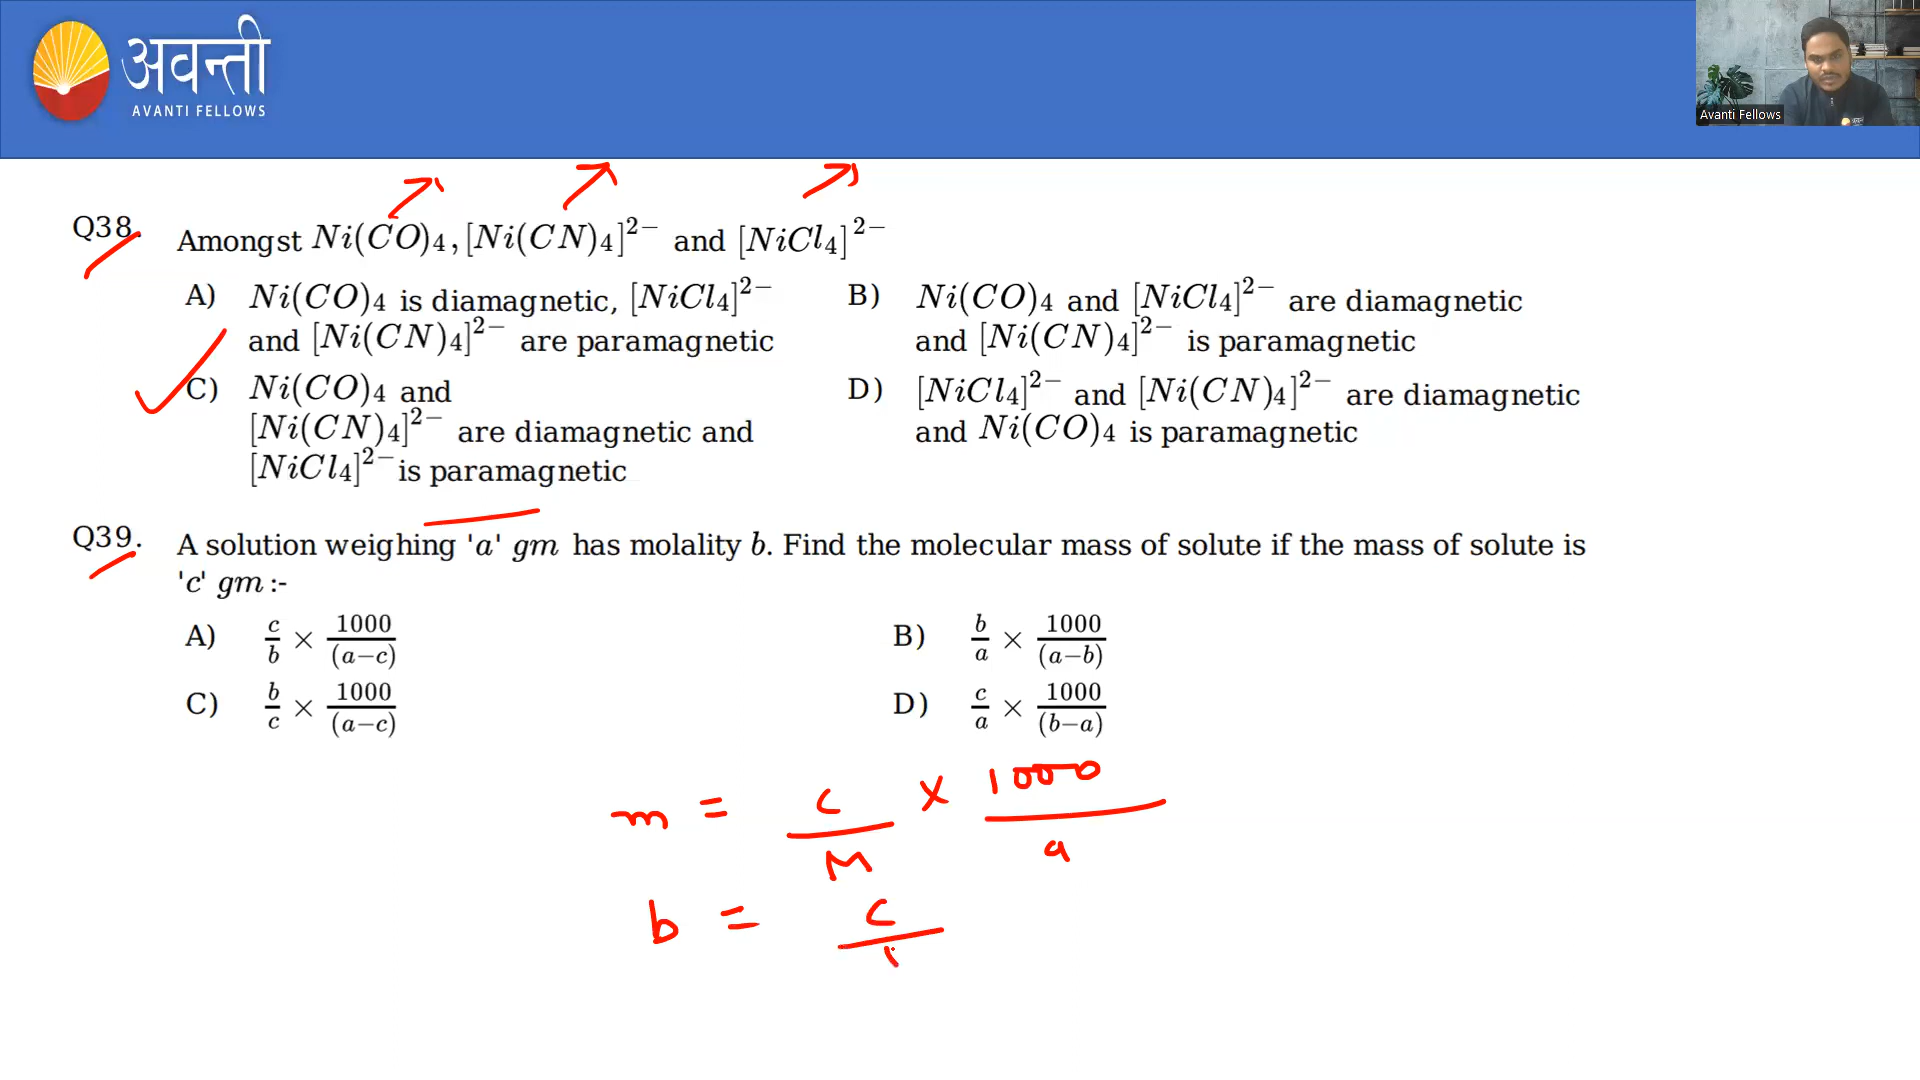 अवन्ती
AVANTI FELLOWS
Avanti Fellows
Q38. Amongst Ni(CO)₄, [Ni(CN)₄]²⁻ and [NiCl₄]²⁻
A) Ni(CO)₄ is diamagnetic, [NiCl₄]²⁻
and [Ni(CN)₄]²⁻ are paramagnetic
B) Ni(CO)₄ and [NiCl₄]²⁻ are diamagnetic
and [Ni(CN)₄]²⁻ is paramagnetic
C) Ni(CO)₄ and
[Ni(CN)₄]²⁻ are diamagnetic and
[NiCl₄]²⁻ is paramagnetic
D) [NiCl₄]²⁻ and [Ni(CN)₄]²⁻ are diamagnetic
and Ni(CO)₄ is paramagnetic
Q39. A solution weighing 'a' gm has molality b. Find the molecular mass of solute if the mass of solute is
'c' gm :-
A) c/b × 1000/(a−c)
B) b/a × 1000/(a−b)
C) b/c × 1000/(a−c)
D) c/a × 1000/(b−a)
m = c/M × 1000/a
b = c/